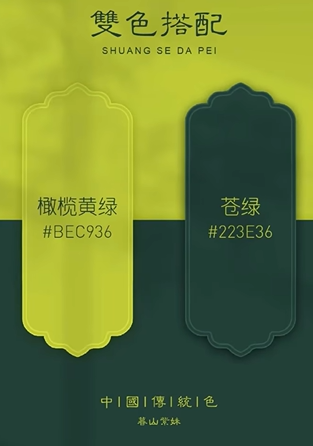 雙色搭配
SHUANG SE DA PEI
橄榄黄绿
#BEC936
苍绿
#223E36
中|國|傳|統|色
暮山紫妹